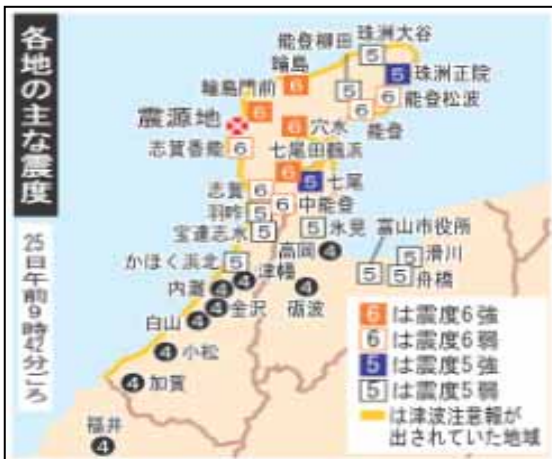 各地の主な震度
25日午前9時42分ごろ
能登柳田
珠洲大谷
5
輪島
5
珠洲正院
輪島門前
6
5
6
能登松波
震源地
6
6
穴水
6
能登
志賀香能
6
七尾田鶴浜
6
志賀
6
5
七尾
羽咋
5
6
中能登
宝達志水
5
5
氷見
富山市役所
高岡
4
5
滑川
かほく浜北
5
津幡
5
5
舟橋
内灘
4
4
4
金沢
4
砺波
白山
4
4
小松
4
加賀
福井
4
6は震度6強
6は震度6弱
5は震度5強
5は震度5弱
は津波注意報が
出されていた地域